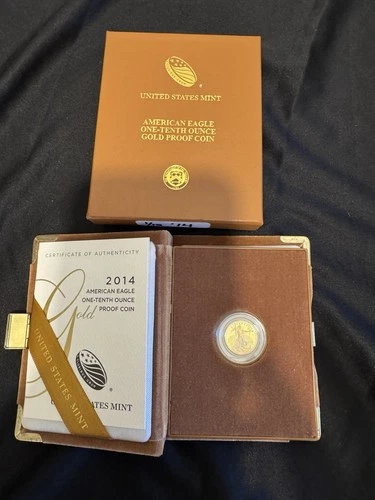 UNITED STATES MINT
AMERICAN EAGLE
ONE-TENTH OUNCE
GOLD PROOF COIN
CERTIFICATE OF AUTHENTICITY
2014
AMERICAN EAGLE
ONE-TENTH OUNCE
Gold PROOF COIN
UNITED STATES MINT
STATES MINT